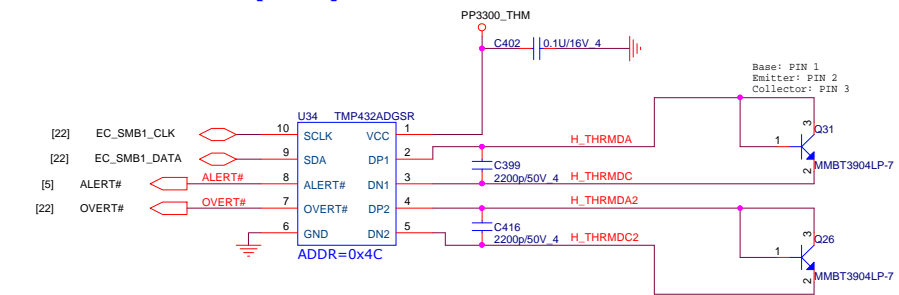 PP3300_THM
C402
0.1U/16V_4
Base: PIN 1
Emitter: PIN 2
Collector: PIN 3
U34
TMP432ADGSR
[22]
EC_SMB1_CLK
10
SCLK
VCC
1
[22]
EC_SMB1_DATA
9
SDA
DP1
2
H_THRMDA
3
Q31
1
MMBT3904LP-7
2
C399
2200p/50V_4
[5]
ALERT#
ALERT#
8
ALERT#
DN1
3
H_THRMDC
[22]
OVERT#
OVERT#
7
OVERT#
DP2
4
H_THRMDA2
6
GND
DN2
5
C416
2200p/50V_4
H_THRMDC2
3
Q26
1
MMBT3904LP-7
2
ADDR=0x4C